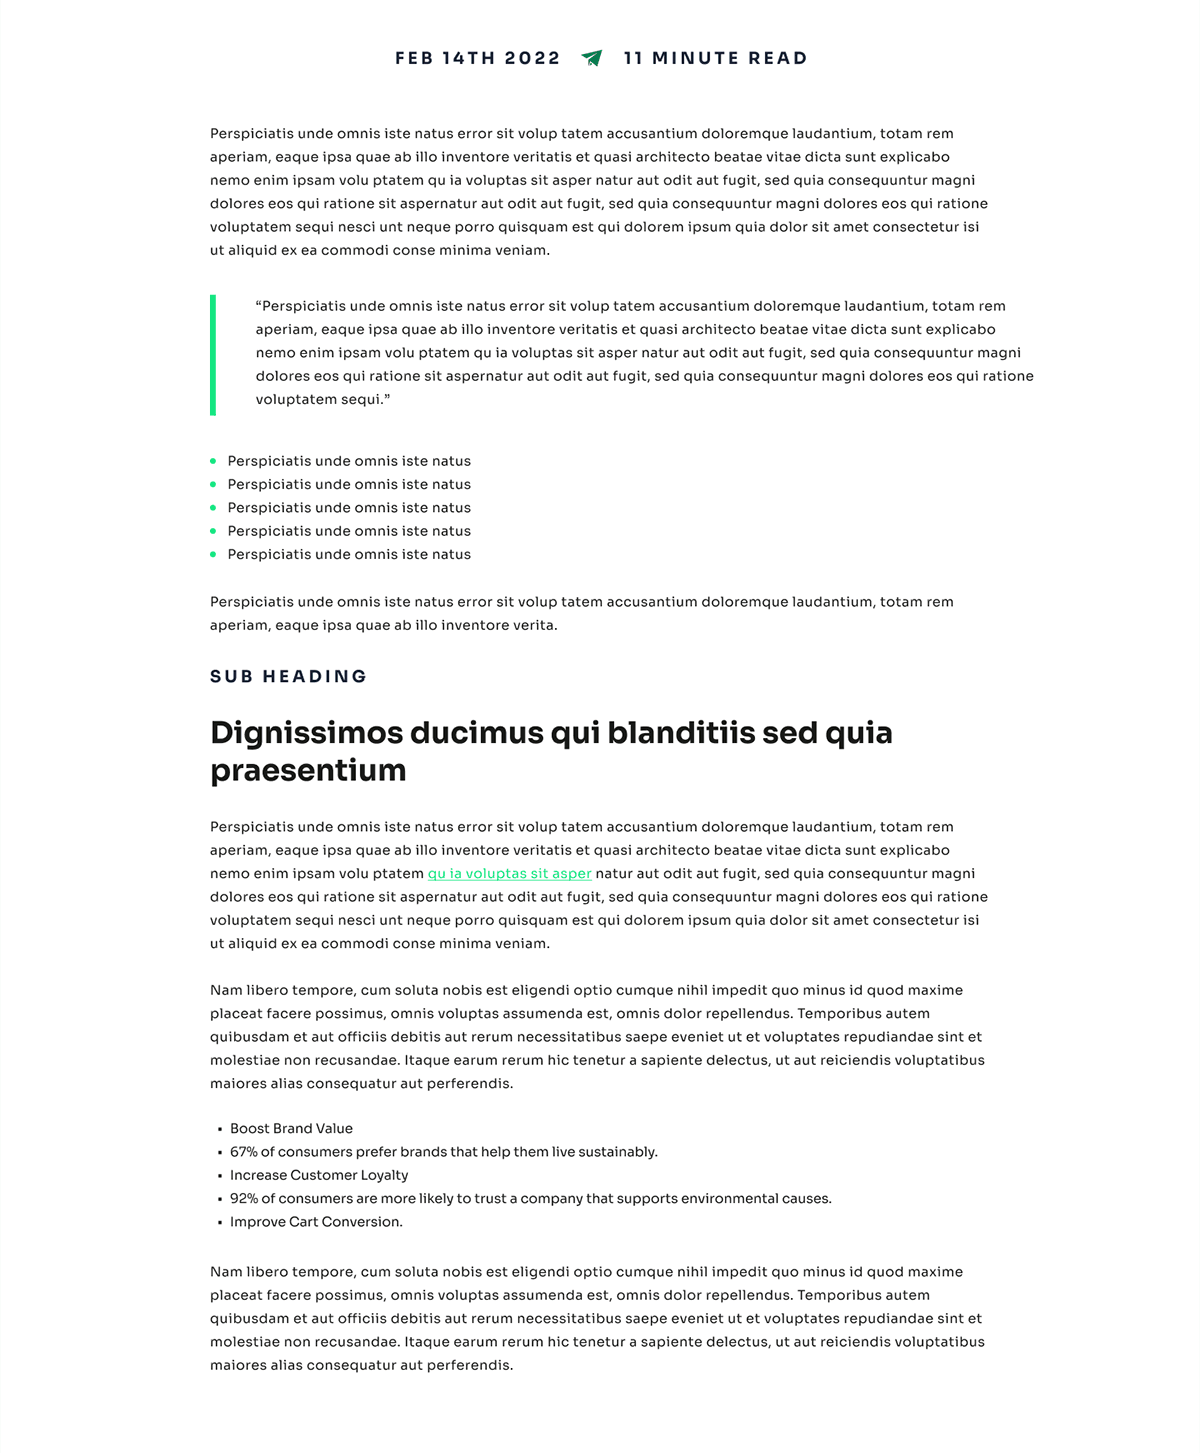 FEB 14TH 2022 11 MINUTE READ
Perspiciatis unde omnis iste natus error sit volup tatem accusantium doloremque laudantium, totam rem
aperiam, eaque ipsa quae ab illo inventore veritatis et quasi architecto beatae vitae dicta sunt explicabo
nemo enim ipsam volu ptatem qu ia voluptas sit asper natur aut odit aut fugit, sed quia consequuntur magni
dolores eos qui ratione sit aspernatur aut odit aut fugit, sed quia consequuntur magni dolores eos qui ratione
voluptatem sequi nesci unt neque porro quisquam est qui dolorem ipsum quia dolor sit amet consectetur isi
ut aliquid ex ea commodi conse minima veniam.
“Perspiciatis unde omnis iste natus error sit volup tatem accusantium doloremque laudantium, totam rem
aperiam, eaque ipsa quae ab illo inventore veritatis et quasi architecto beatae vitae dicta sunt explicabo
nemo enim ipsam volu ptatem qu ia voluptas sit asper natur aut odit aut fugit, sed quia consequuntur magni
dolores eos qui ratione sit aspernatur aut odit aut fugit, sed quia consequuntur magni dolores eos qui ratione
voluptatem sequi.”
• Perspiciatis unde omnis iste natus
• Perspiciatis unde omnis iste natus
• Perspiciatis unde omnis iste natus
• Perspiciatis unde omnis iste natus
• Perspiciatis unde omnis iste natus
Perspiciatis unde omnis iste natus error sit volup tatem accusantium doloremque laudantium, totam rem
aperiam, eaque ipsa quae ab illo inventore verita.
SUB HEADING
Dignissimos ducimus qui blanditiis sed quia
praesentium
Perspiciatis unde omnis iste natus error sit volup tatem accusantium doloremque laudantium, totam rem
aperiam, eaque ipsa quae ab illo inventore veritatis et quasi architecto beatae vitae dicta sunt explicabo
nemo enim ipsam volu ptatem qu ia voluptas sit asper natur aut odit aut fugit, sed quia consequuntur magni
dolores eos qui ratione sit aspernatur aut odit aut fugit, sed quia consequuntur magni dolores eos qui ratione
voluptatem sequi nesci unt neque porro quisquam est qui dolorem ipsum quia dolor sit amet consectetur isi
ut aliquid ex ea commodi conse minima veniam.
Nam libero tempore, cum soluta nobis est eligendi optio cumque nihil impedit quo minus id quod maxime
placeat facere possimus, omnis voluptas assumenda est, omnis dolor repellendus. Temporibus autem
quibusdam et aut officiis debitis aut rerum necessitatibus saepe eveniet ut et voluptates repudiandae sint et
molestiae non recusandae. Itaque earum rerum hic tenetur a sapiente delectus, ut aut reiciendis voluptatibus
maiores alias consequatur aut perferendis.
• Boost Brand Value
• 67% of consumers prefer brands that help them live sustainably.
• Increase Customer Loyalty
• 92% of consumers are more likely to trust a company that supports environmental causes.
• Improve Cart Conversion.
Nam libero tempore, cum soluta nobis est eligendi optio cumque nihil impedit quo minus id quod maxime
placeat facere possimus, omnis voluptas assumenda est, omnis dolor repellendus. Temporibus autem
quibusdam et aut officiis debitis aut rerum necessitatibus saepe eveniet ut et voluptates repudiandae sint et
molestiae non recusandae. Itaque earum rerum hic tenetur a sapiente delectus, ut aut reiciendis voluptatibus
maiores alias consequatur aut perferendis.